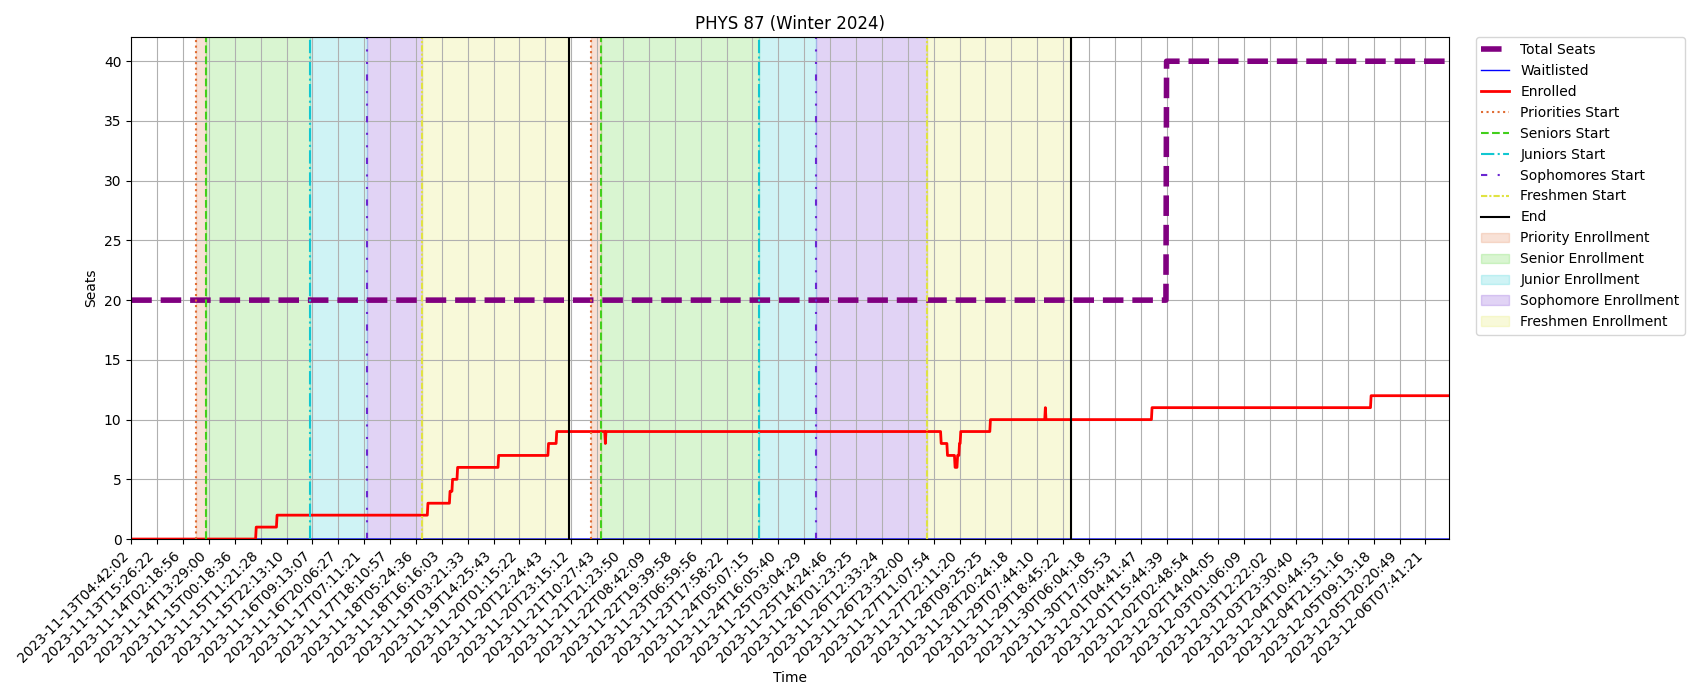 PHYS 87 (Winter 2024)
Seats
40
35
30
25
20
15
10
5
0
2023-11-13T04:42:02
2023-11-13T15:26:22
2023-11-14T02:18:56
2023-11-14T13:29:00
2023-11-15T00:18:36
2023-11-15T11:21:28
2023-11-15T22:13:10
2023-11-16T09:13:07
2023-11-16T20:06:27
2023-11-17T07:11:21
2023-11-17T18:10:57
2023-11-18T05:24:36
2023-11-18T16:16:03
2023-11-19T03:21:33
2023-11-19T14:25:43
2023-11-20T01:15:22
2023-11-20T12:24:43
2023-11-20T23:15:12
2023-11-21T10:27:43
2023-11-21T21:23:50
2023-11-22T08:42:09
2023-11-22T19:39:58
2023-11-23T06:59:56
2023-11-23T17:58:22
2023-11-24T05:07:15
2023-11-24T16:05:40
2023-11-25T03:04:29
2023-11-25T14:24:46
2023-11-26T01:23:25
2023-11-26T12:33:24
2023-11-26T23:32:00
2023-11-27T11:07:54
2023-11-27T22:11:20
2023-11-28T09:25:25
2023-11-28T20:24:18
2023-11-29T07:44:10
2023-11-29T18:45:22
2023-11-30T06:04:18
2023-11-30T17:05:53
2023-12-01T04:41:47
2023-12-01T15:44:39
2023-12-02T02:48:54
2023-12-02T14:04:05
2023-12-03T01:06:09
2023-12-03T12:22:02
2023-12-03T23:30:40
2023-12-04T10:44:53
2023-12-04T21:51:16
2023-12-05T09:13:18
2023-12-05T20:20:49
2023-12-06T07:41:21
Time
Total Seats
Waitlisted
Enrolled
Priorities Start
Seniors Start
Juniors Start
Sophomores Start
Freshmen Start
End
Priority Enrollment
Senior Enrollment
Junior Enrollment
Sophomore Enrollment
Freshmen Enrollment